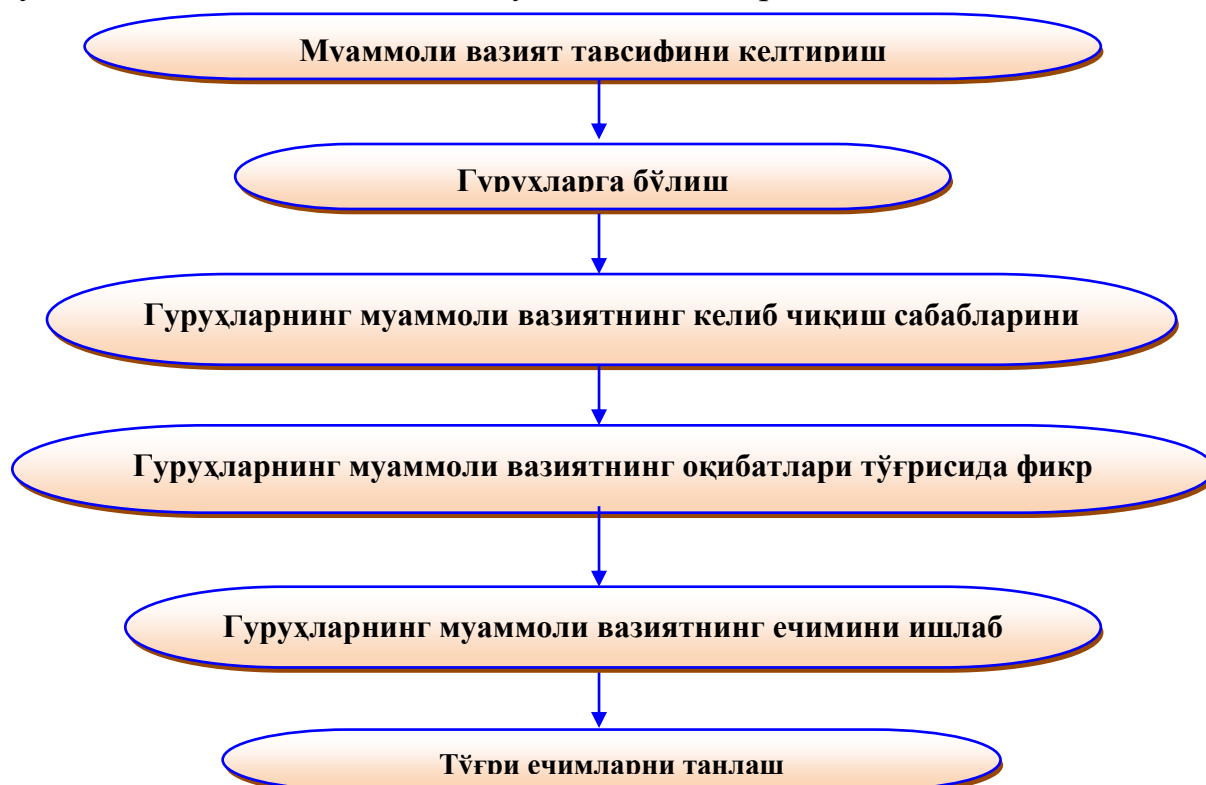 Муаммоли вазият тавсифини келтириш
Гуруҳларга бўлиш
Гуруҳларнинг муаммоли вазиятнинг келиб чиқиш сабабларини
Гуруҳларнинг муаммоли вазиятнинг оқибатлари тўғрисида фикр
Гуруҳларнинг муаммоли вазиятнинг ечимини ишлаб
Тўғри ечимларни танлаш